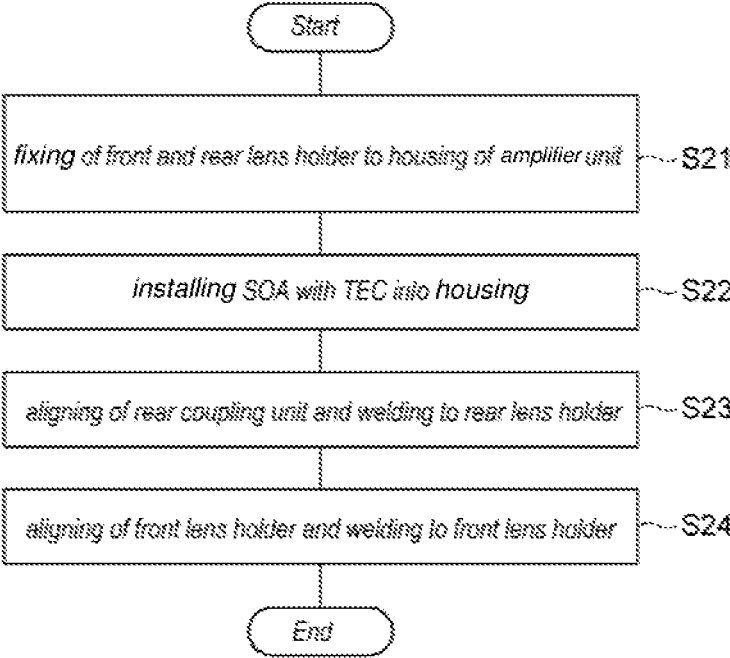 Start
fixing of front and rear lens holder to housing of amplifier unit
S21
installing SOA with TEC into housing
S22
aligning of rear coupling unit and welding to rear lens holder
S23
aligning of front lens holder and welding to front lens holder
S24
End